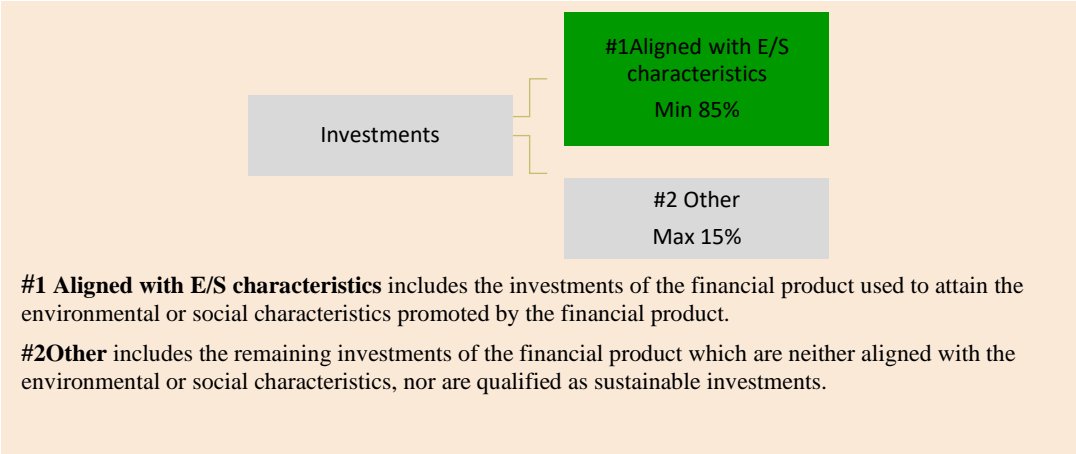 #1Aligned with E/S
characteristics
Min 85%
Investments
#2 Other
Max 15%
#1 Aligned with E/S characteristics includes the investments of the financial product used to attain the
environmental or social characteristics promoted by the financial product.
#2Other includes the remaining investments of the financial product which are neither aligned with the
environmental or social characteristics, nor are qualified as sustainable investments.